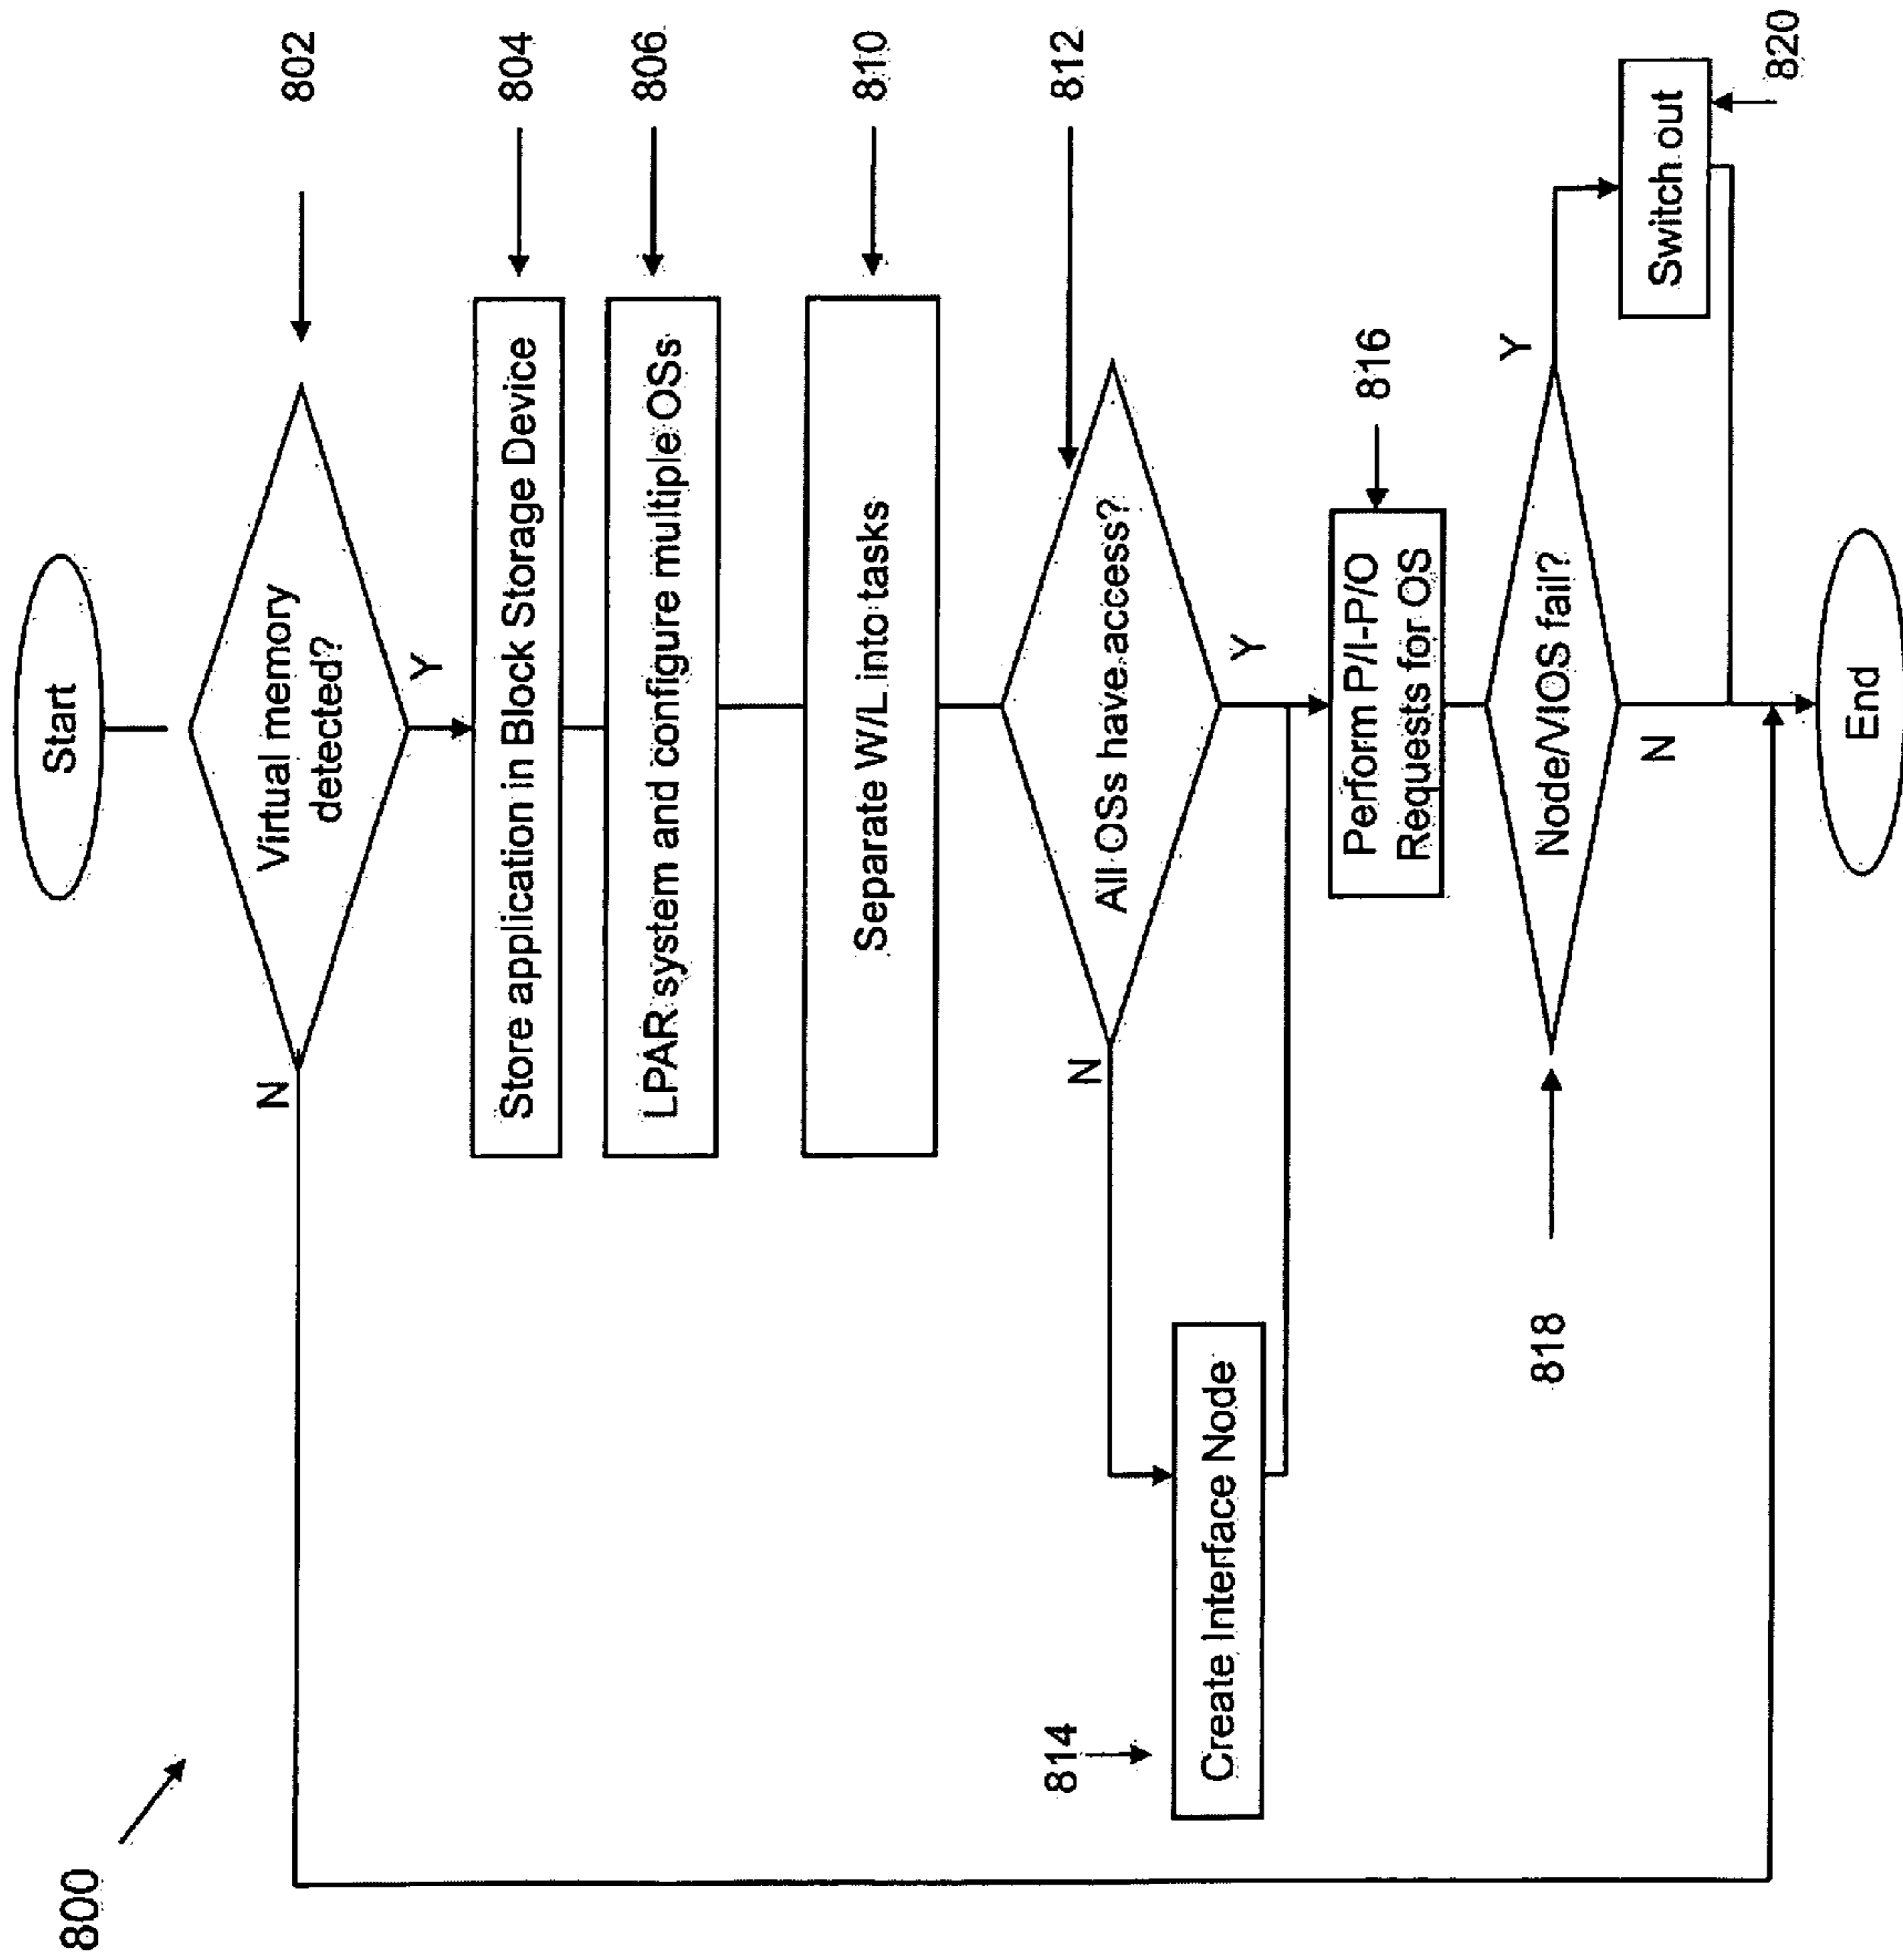 800
Start
Virtual memory
detected?
802
N
Y
Store application in Block Storage Device
804
LPAR system and configure multiple OSs
806
Separate W/L into tasks
810
All OSs have access?
812
N
Y
814
Create Interface Node
Perform P/I-P/O
Requests for OS
816
Node/VIOS fail?
818
Y
N
Switch out
820
End